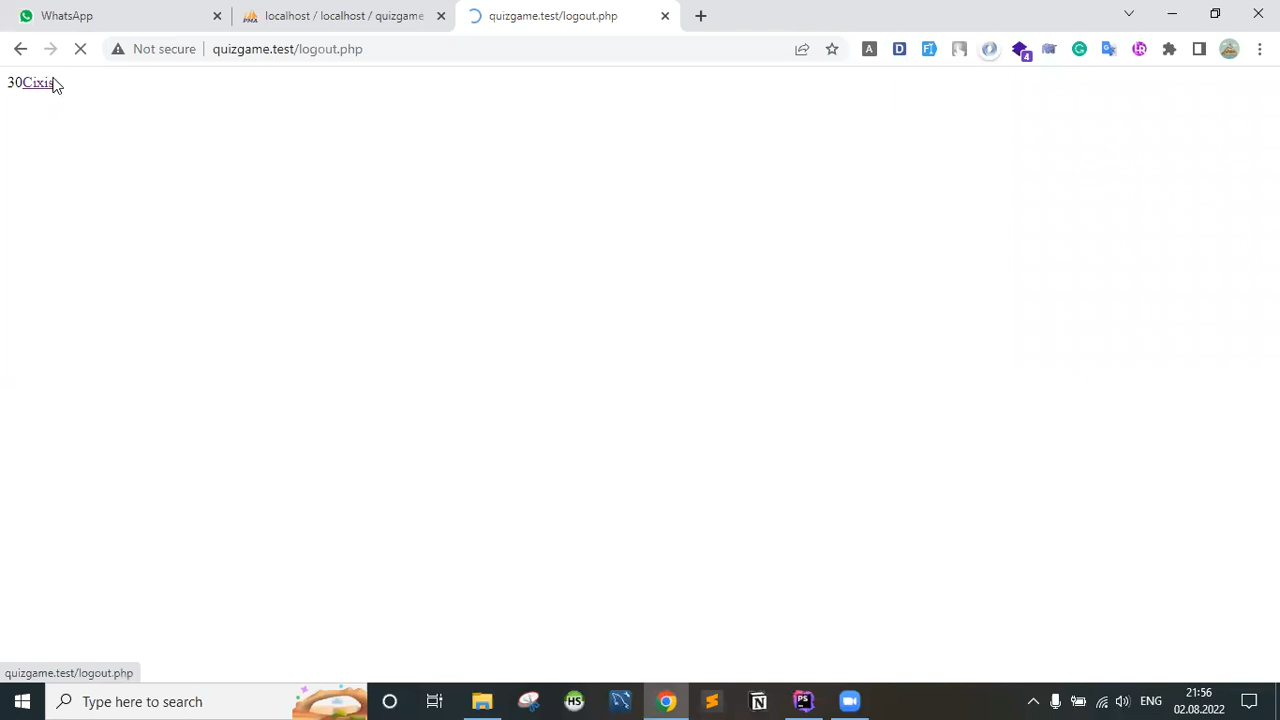 WhatsApp
localhost / localhost / quizgame
quizgame.test/logout.php
Not secure
quizgame.test/logout.php
4
30Cixis
quizgame.test/logout.php
Type here to search
ENG
21:56
02.08.2022